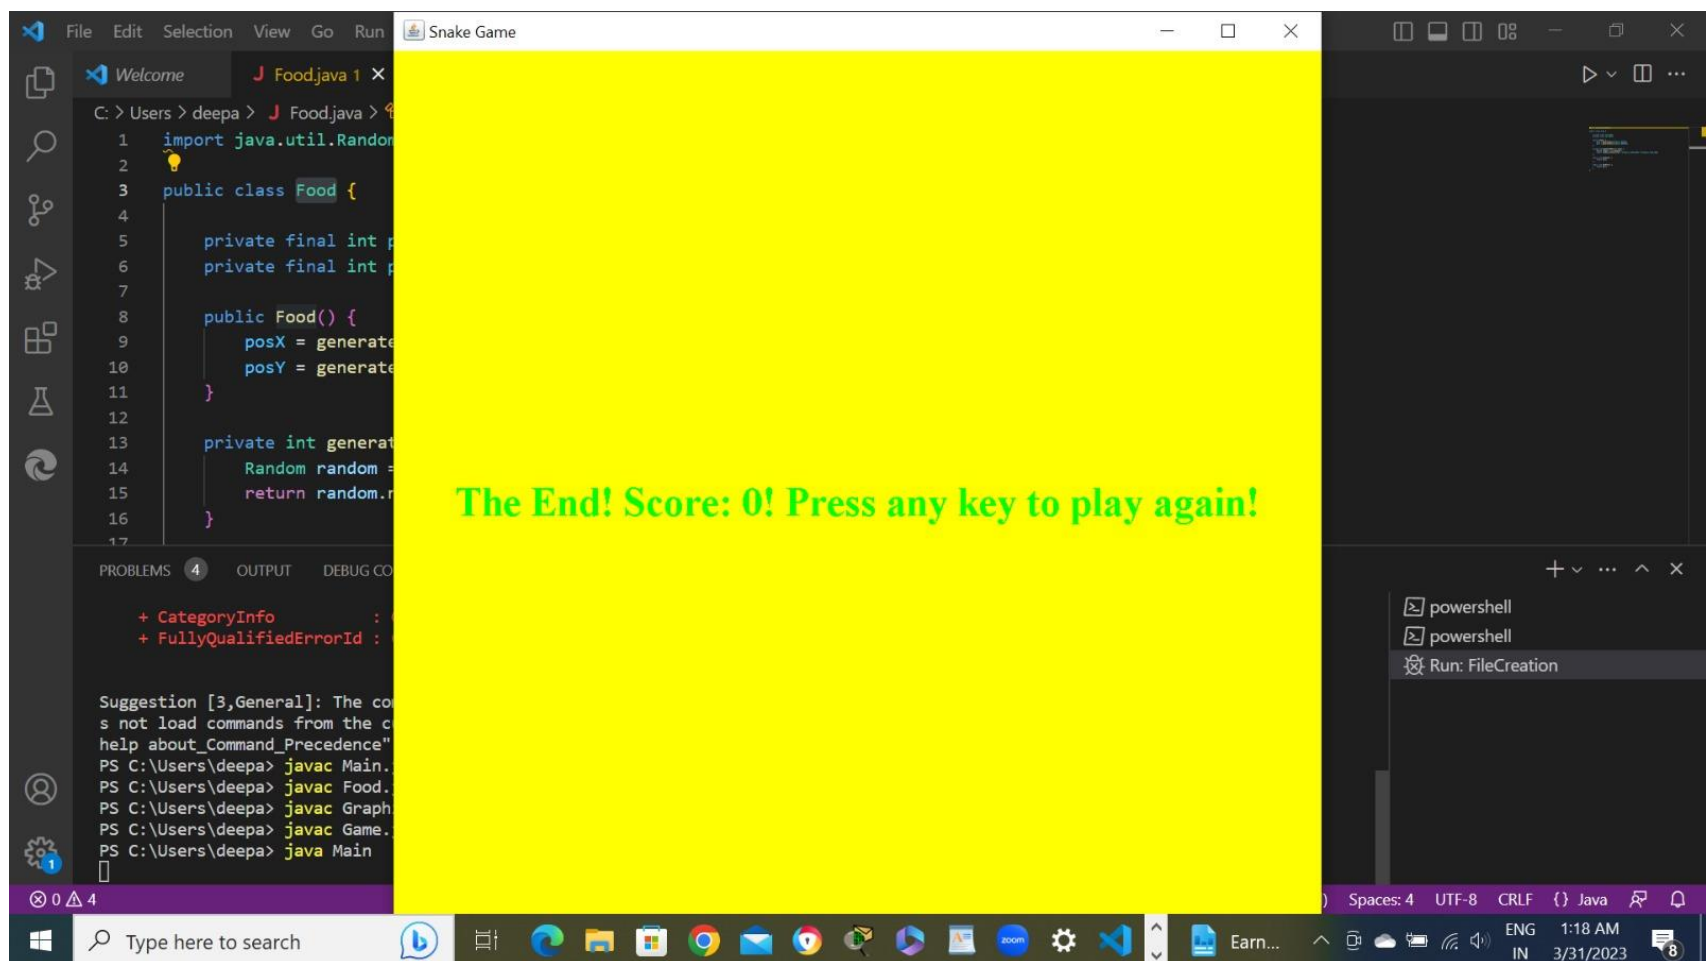 File Edit Selection View Go Run
Snake Game
Welcome
J Food.java 1
C: > Users > deepa > J Food.java >
1 import java.util.Random
2
3 public class Food {
4
5 private final int
6 private final int
7
8 public Food() {
9 posX = generate
10 posY = generate
11 }
12
13 private int generat
14 Random random =
15 return random.
16 }
17
The End! Score: 0! Press any key to play again!
PROBLEMS 4 OUTPUT DEBUG CO
+ CategoryInfo :
+ FullyQualifiedErrorId :
Suggestion [3,General]: The co
s not load commands from the c
help about_Command_Precedence"
PS C:\Users\deepa> javac Main.
PS C:\Users\deepa> javac Food.
PS C:\Users\deepa> javac Graph
PS C:\Users\deepa> javac Game.
PS C:\Users\deepa> java Main
powershell
powershell
Run: FileCreation
1
0 4
) Spaces: 4 UTF-8 CRLF {} Java
Type here to search
zoom
Earn...
ENG
IN
1:18 AM
3/31/2023
8